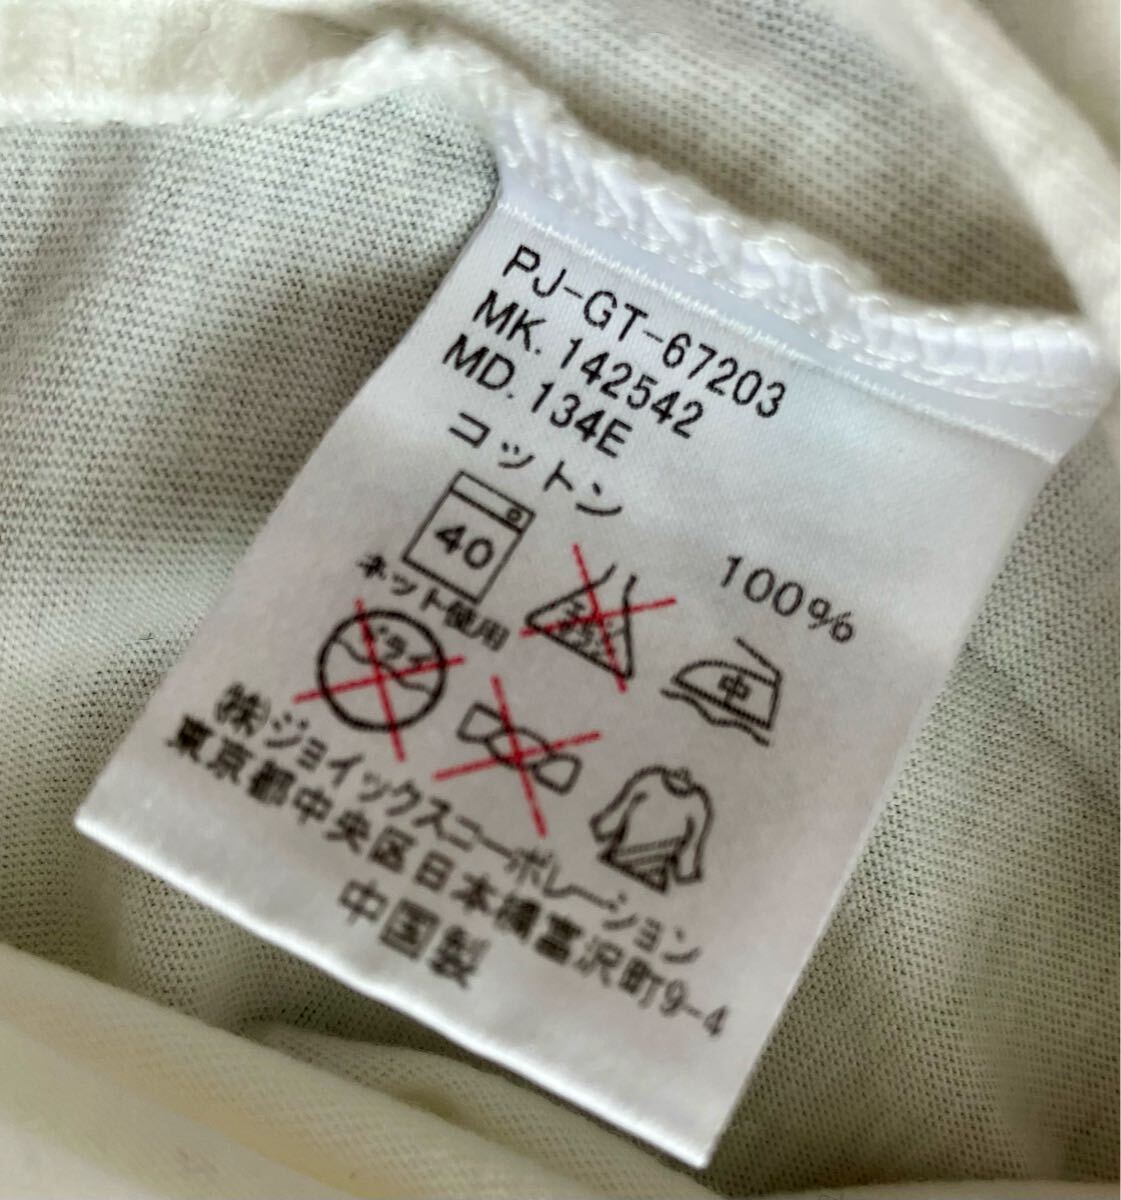 PJ-GT-67203
MK. 142542
MD. 134E
コットン 100%
40
ネット使用
エンソ
サラシ
中
ドライ
㈱ジョイックスコーポレーション
東京都中央区日本橋富沢町9-4
中国製